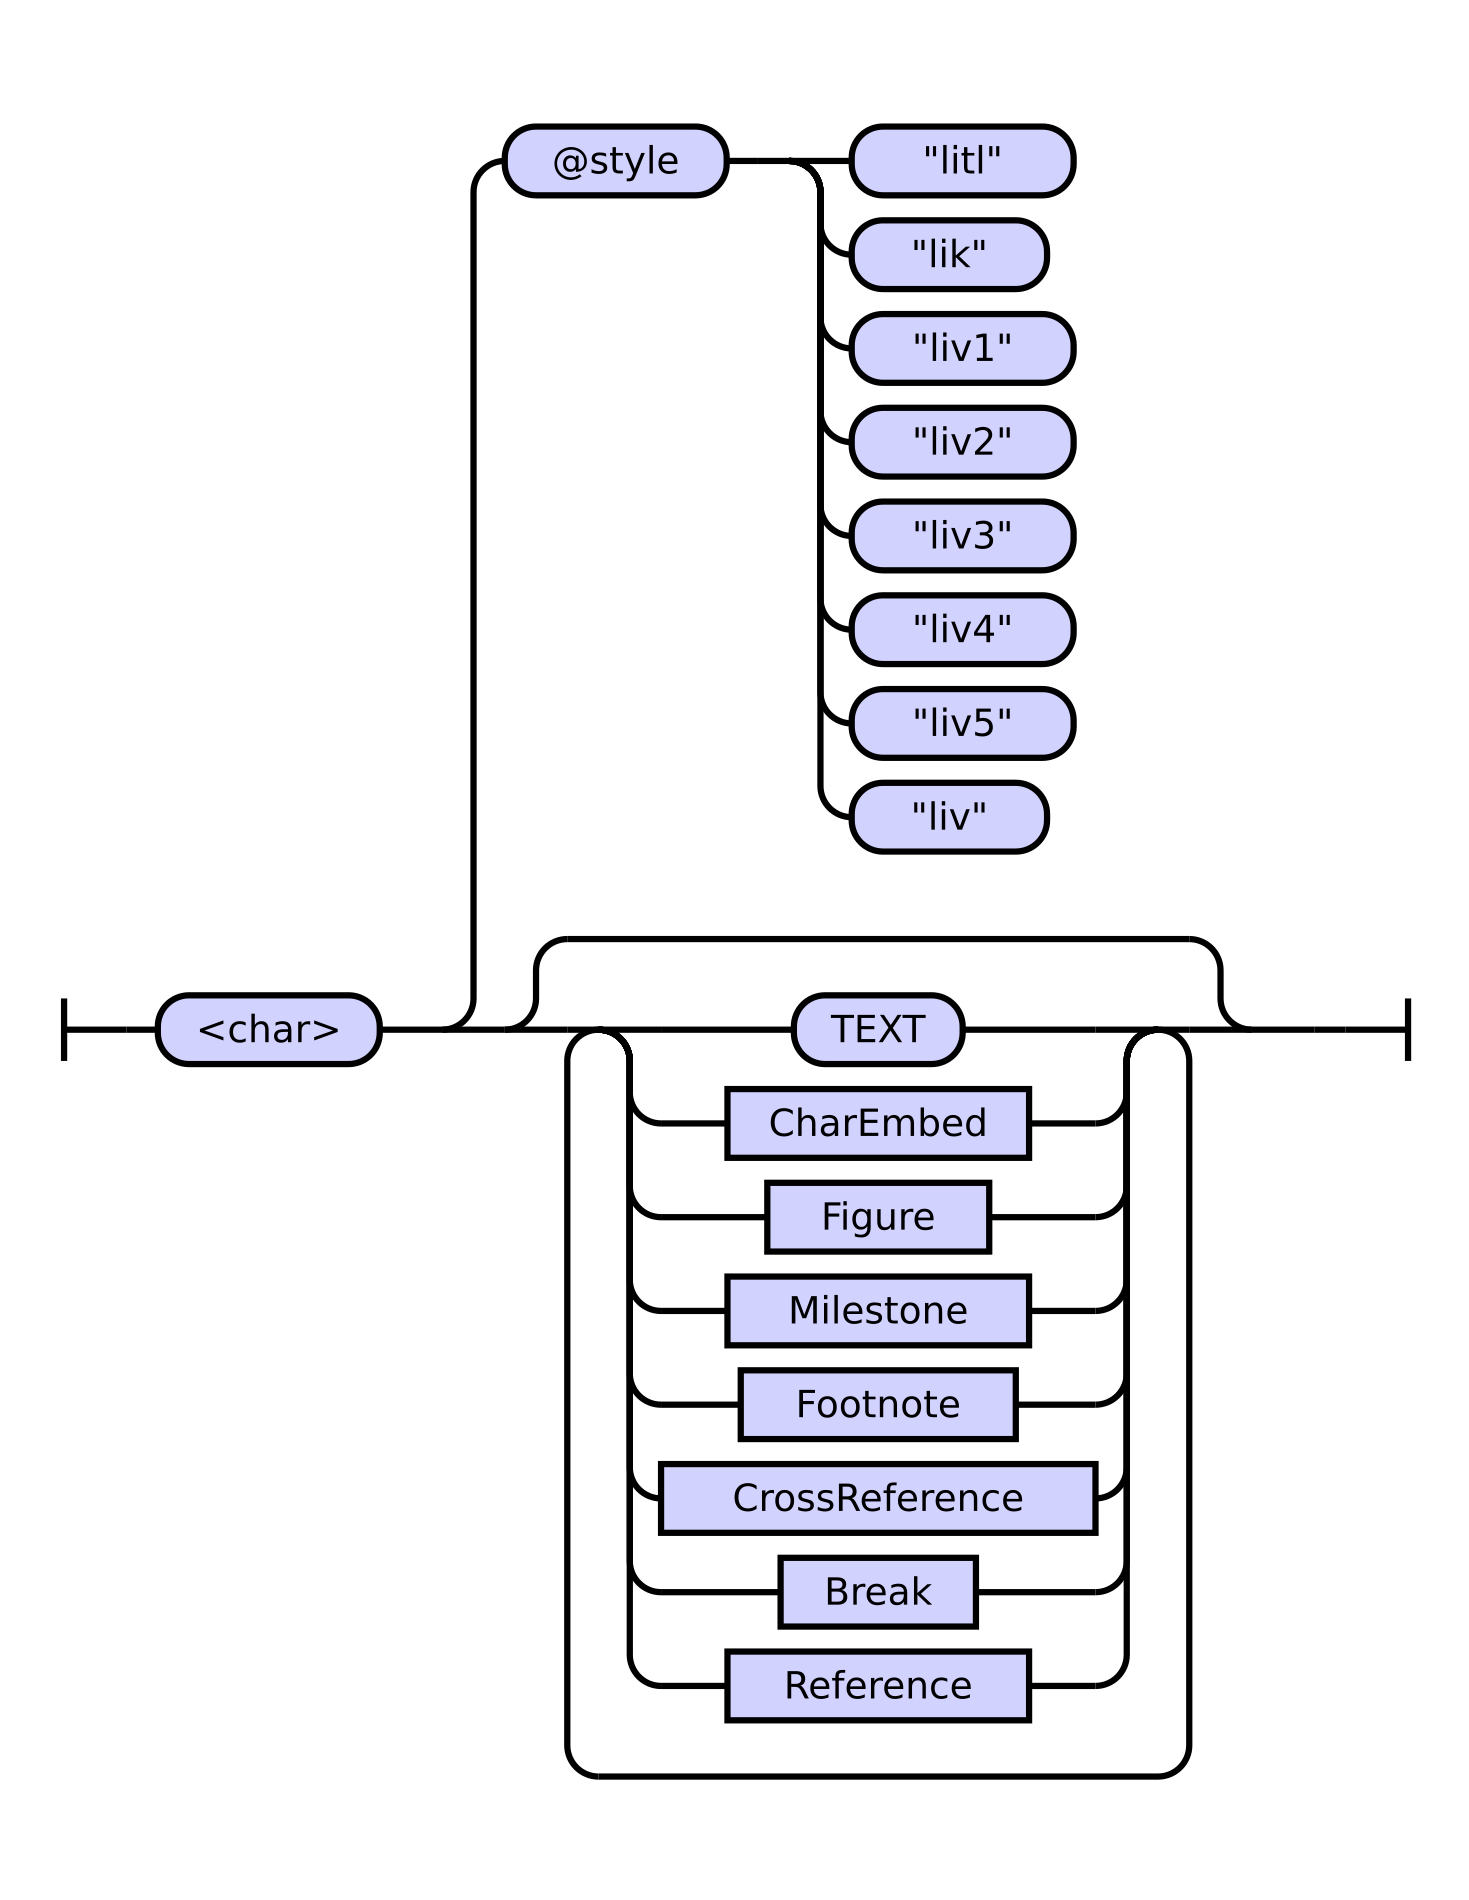 @style
"litl"
"lik"
"liv1"
"liv2"
"liv3"
"liv4"
"liv5"
"liv"
<char>
TEXT
CharEmbed
Figure
Milestone
Footnote
CrossReference
Break
Reference